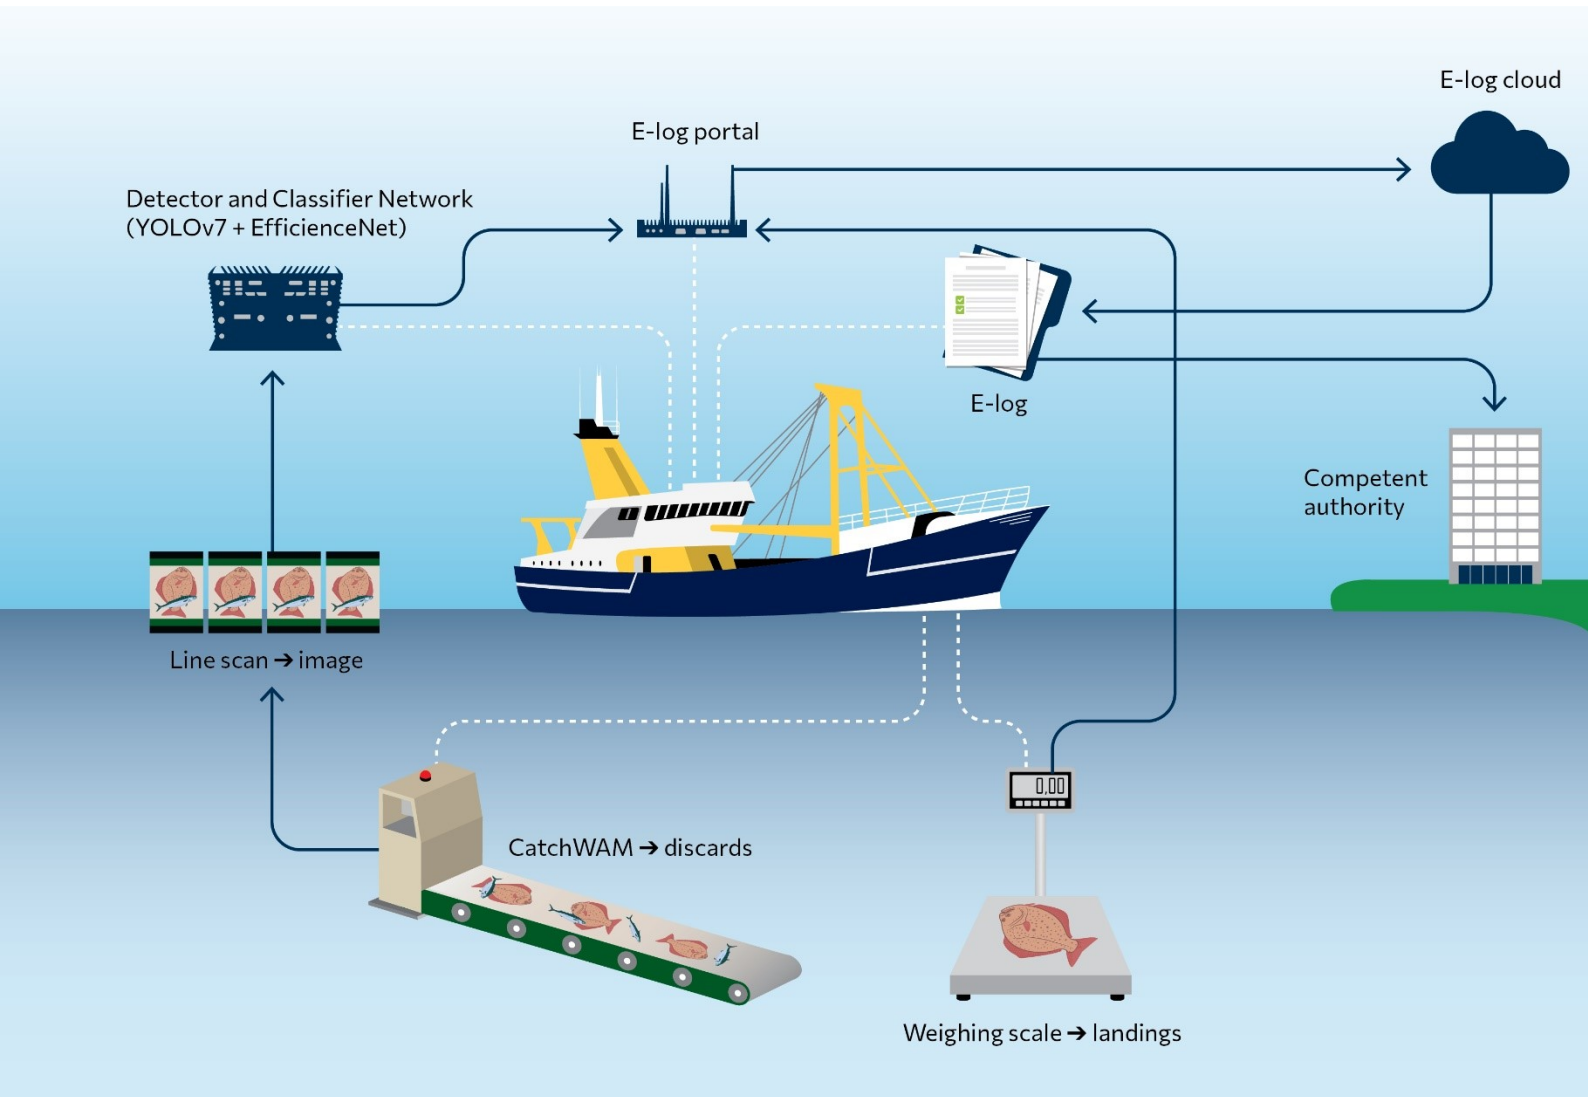 E-log cloud
E-log portal
Detector and Classifier Network
(YOLOv7 + EfficienceNet)
E-log
Competent
authority
Line scan ➔ image
0,00
CatchWAM ➔ discards
Weighing scale ➔ landings